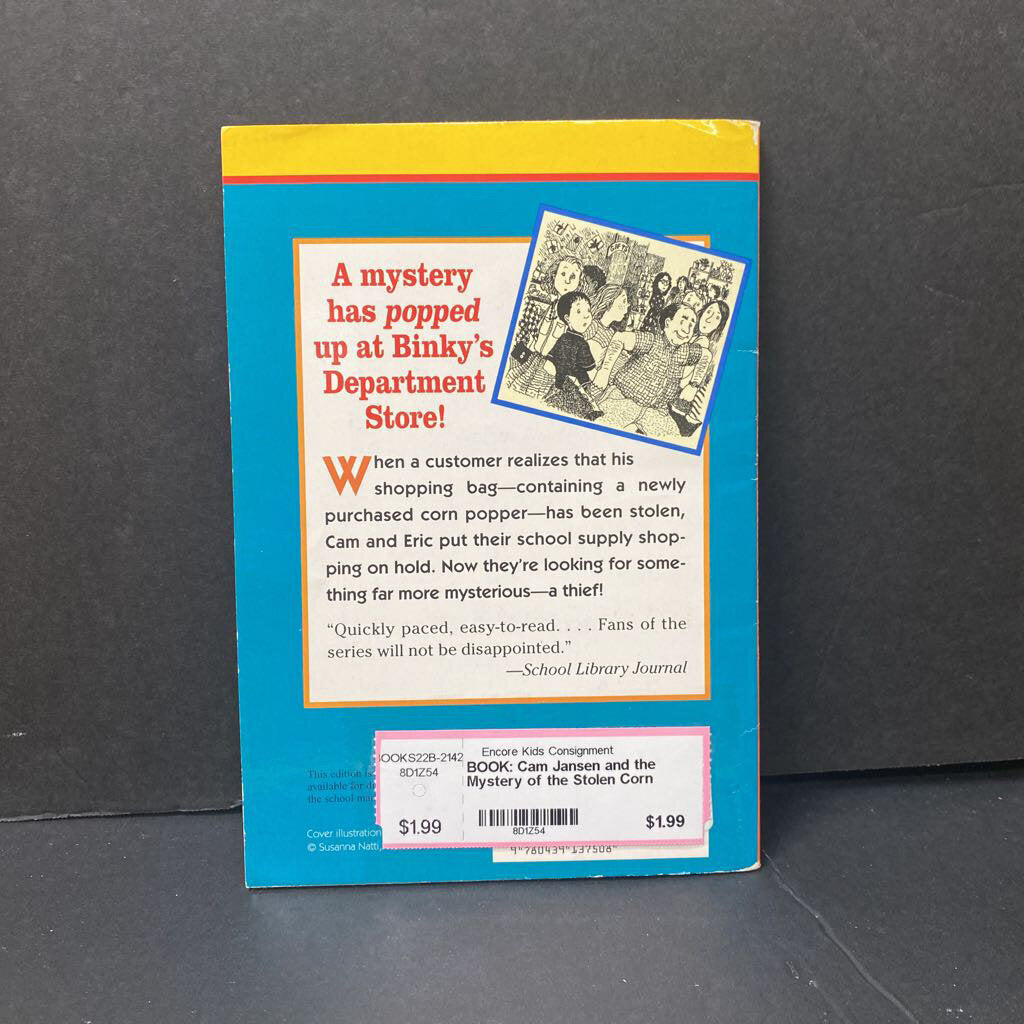 A mystery
has popped
up at Binky's
Department
Store!
When a customer realizes that his
shopping bag—containing a newly
purchased corn popper—has been stolen,
Cam and Eric put their school supply shop-
ping on hold. Now they're looking for some-
thing far more mysterious—a thief!
"Quickly paced, easy-to-read. . . . Fans of the
series will not be disappointed."
—School Library Journal
This edition is
available for
the school
Cover illustration
© Susanna Natti,
OOKS22B-2142
8D1Z54
$1.99
Encore Kids Consignment
BOOK: Cam Jansen and the
Mystery of the Stolen Corn
8D1Z54
$1.99
9 780439 137508